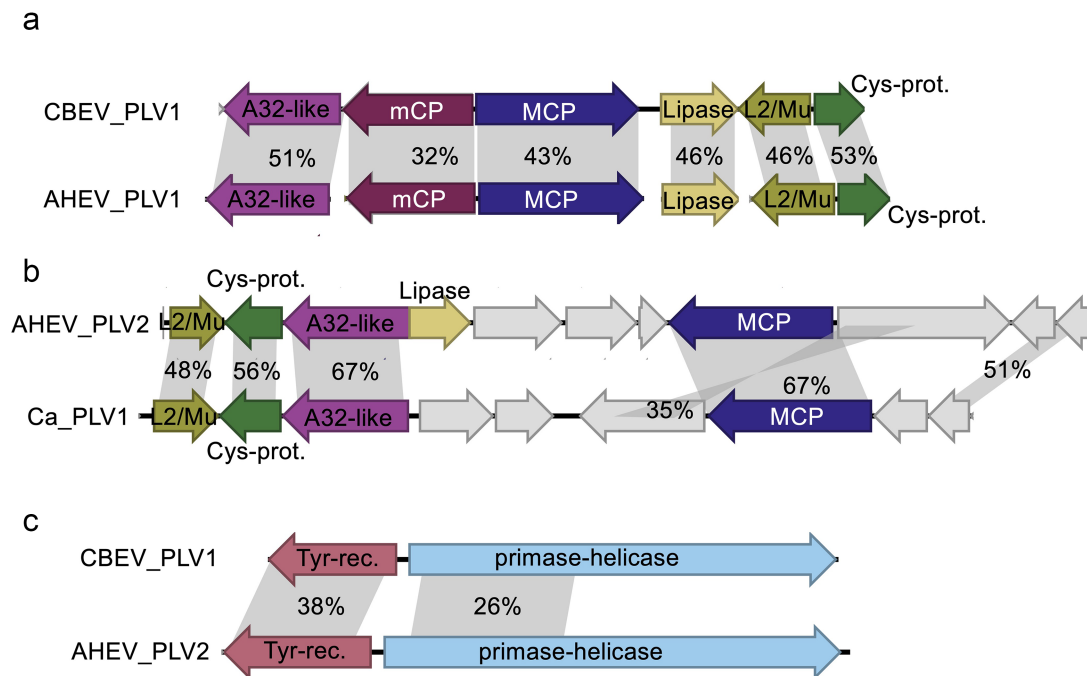 a
Cys-prot.
CBEV_PLV1 A32-like mCP MCP Lipase L2/Mu
51% 32% 43% 46% 46% 53%
AHEV_PLV1 A32-like mCP MCP Lipase L2/Mu
Cys-prot.
b
Cys-prot. Lipase
AHEV_PLV2 L2/Mu A32-like MCP
48% 56% 67% 67% 51%
35%
Ca_PLV1 L2/Mu A32-like MCP
Cys-prot.
c
CBEV_PLV1 Tyr-rec. primase-helicase
38% 26%
AHEV_PLV2 Tyr-rec. primase-helicase